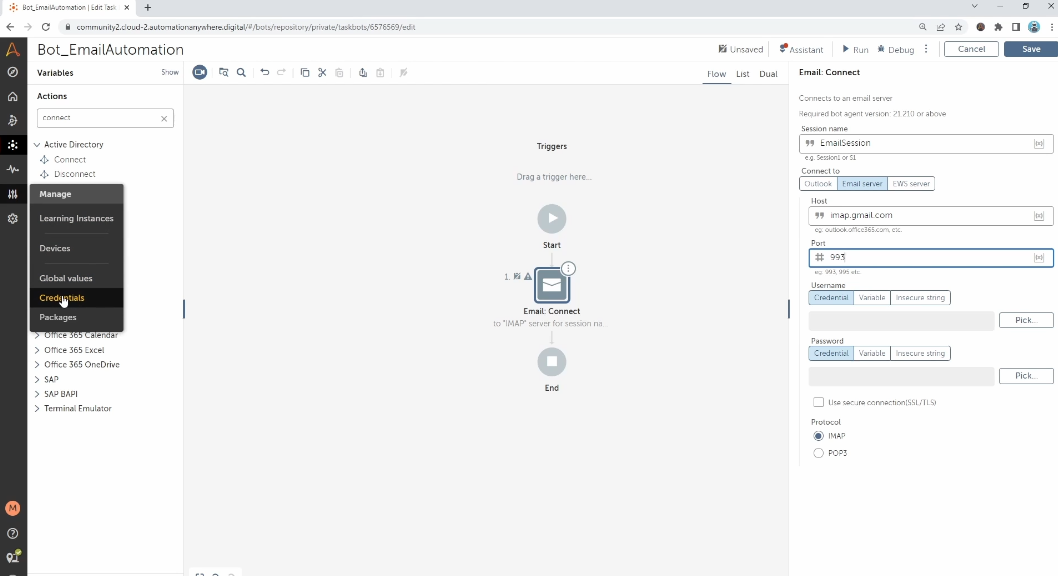 Bot_EmailAutomation | Edit Task
community2.cloud-2.automationanywhere.digital/#/bots/repository/private/taskbots/6576569/edit
Bot_EmailAutomation
Unsaved
Assistant
Run
Debug
Cancel
Save
Variables
Show
Flow
List
Dual
Actions
connect
Active Directory
Connect
Disconnect
Manage
Learning Instances
Devices
Global values
Credentials
Packages
Office 365 Calendar
Office 365 Excel
Office 365 OneDrive
SAP
SAP BAPI
Terminal Emulator
M
Triggers
Drag a trigger here...
Start
1.
Email: Connect
to "IMAP" server for session na...
End
Email: Connect
Connects to an email server
Required bot agent version: 21.210 or above
Session name
EmailSession
e.g. Session1 or S1
Connect to
Outlook
Email server
EWS server
Host
imap.gmail.com
eg: outlook.office365.com, etc.
Port
993
eg: 993, 995 etc.
Username
Credential
Variable
Insecure string
Pick...
Password
Credential
Variable
Insecure string
Pick...
Use secure connection(SSL/TLS)
Protocol
IMAP
POP3